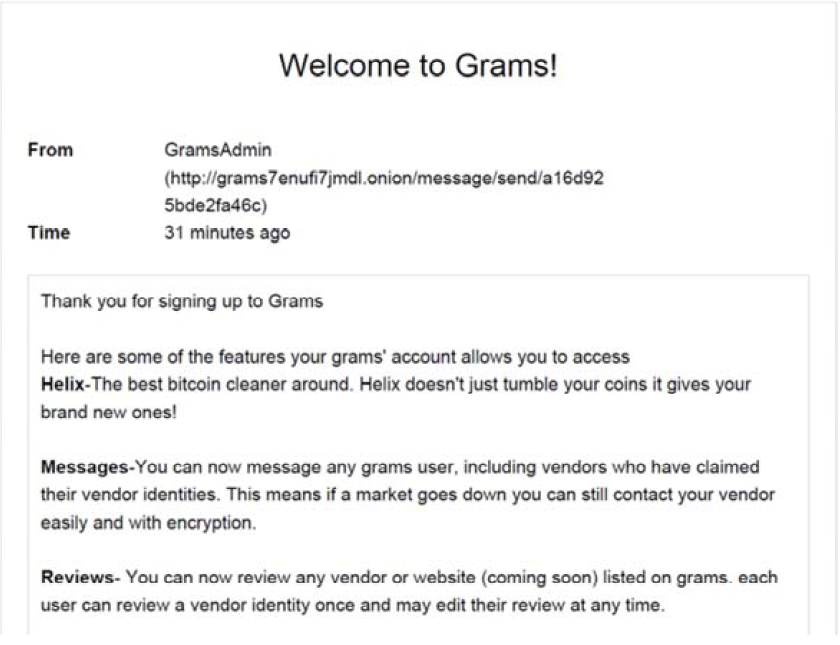 Welcome to Grams!
From GramsAdmin
(http://grams7enufi7jmdl.onion/message/send/a16d92
5bde2fa46c)
Time 31 minutes ago
Thank you for signing up to Grams
Here are some of the features your grams' account allows you to access
Helix-The best bitcoin cleaner around. Helix doesn't just tumble your coins it gives your
brand new ones!
Messages-You can now message any grams user, including vendors who have claimed
their vendor identities. This means if a market goes down you can still contact your vendor
easily and with encryption.
Reviews- You can now review any vendor or website (coming soon) listed on grams. each
user can review a vendor identity once and may edit their review at any time.